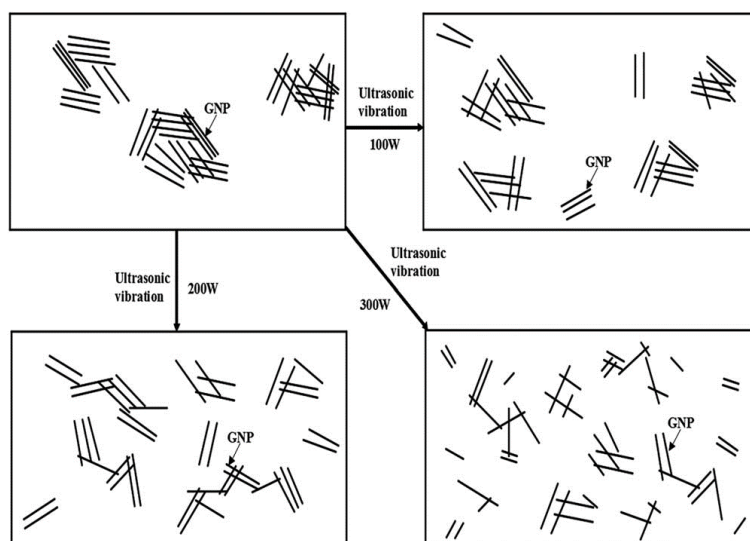 GNP
Ultrasonic
vibration
100W
GNP
Ultrasonic
vibration
200W
Ultrasonic
vibration
300W
GNP
GNP